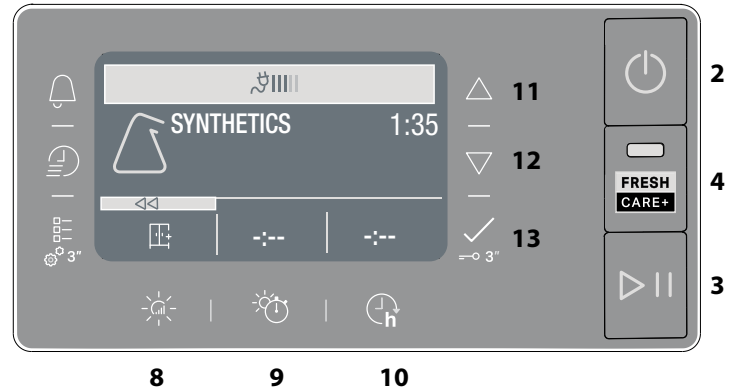 2
11
SYNTHETICS 1:35
12
FRESH
CARE+
4
-:-- -:--
13
3"
3"
3
h
8 9 10